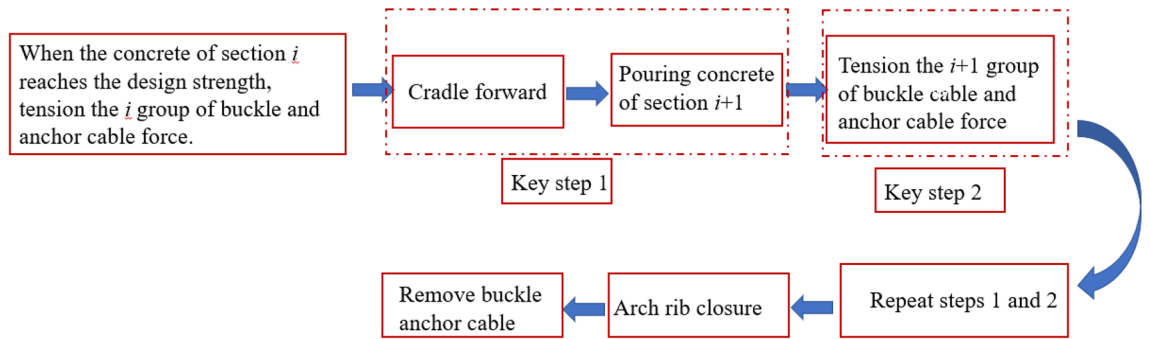 When the concrete of section i
reaches the design strength,
tension the i group of buckle and
anchor cable force.
Cradle forward
Pouring concrete
of section i+1
Tension the i+1 group
of buckle cable and
anchor cable force
Key step 1
Key step 2
Repeat steps 1 and 2
Arch rib closure
Remove buckle
anchor cable